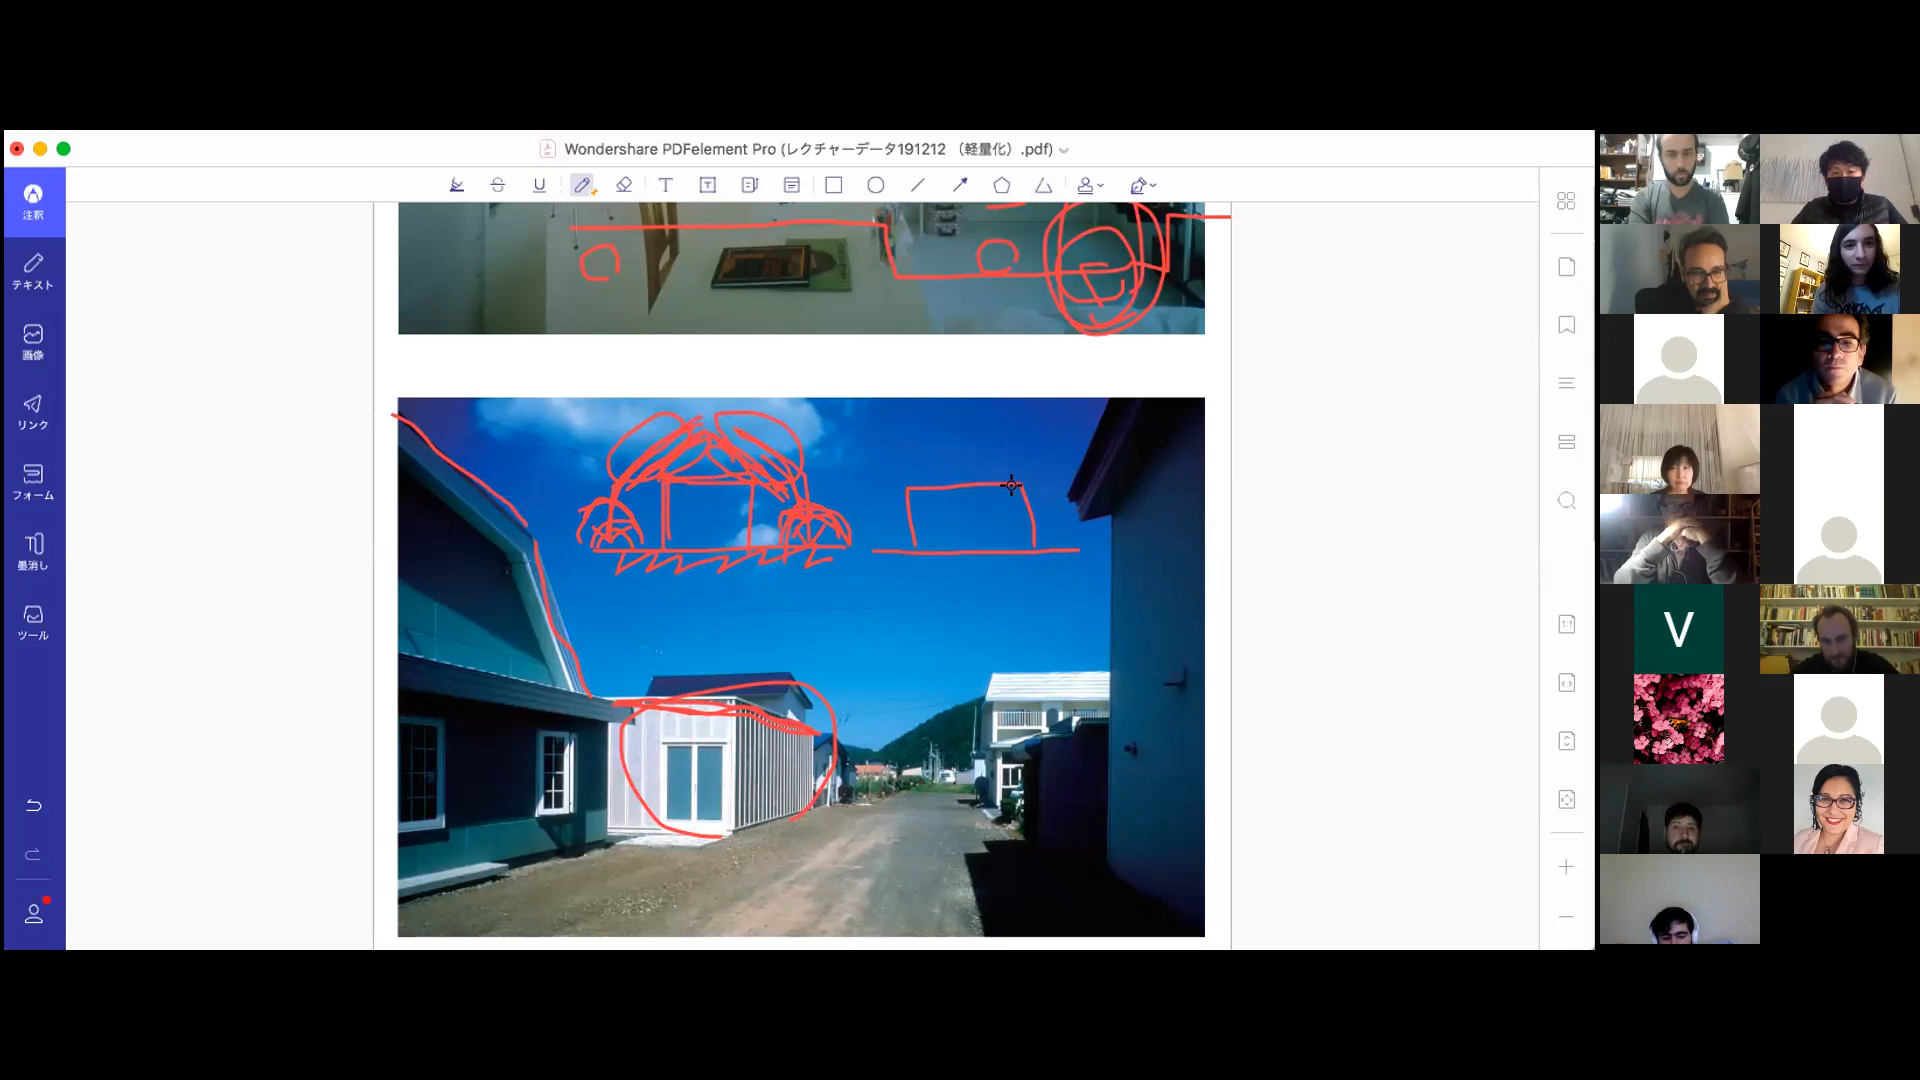 Wondershare PDFelement Pro (レクチャーデータ191212 （軽量化）.pdf)
注釈
テキスト
画像
リンク
フォーム
墨消し
ツール
1:1
V